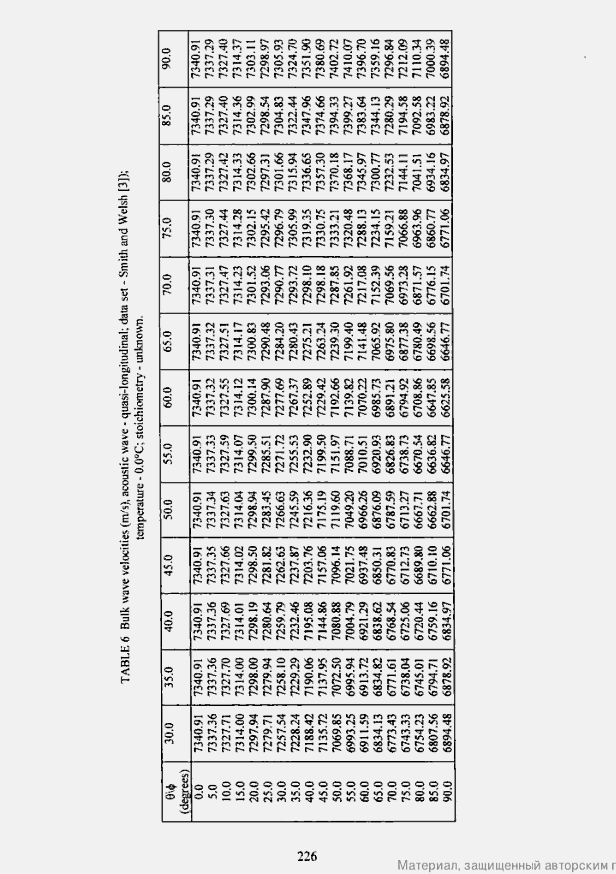 TABLE 6 Bulk wave velocities (m/s), acoustic wave - quasi-longitudinal; data set - Smith and Welsh [3]);
temperature - 0.0°C; stoichiometry - unknown.
θ\ϕ (degrees) 30.0 35.0 40.0 45.0 50.0 55.0 60.0 65.0 70.0 75.0 80.0 85.0 90.0
0.0 7340.91 7340.91 7340.91 7340.91 7340.91 7340.91 7340.91 7340.91 7340.91 7340.91 7340.91 7340.91 7340.91
5.0 7337.36 7337.36 7337.36 7337.35 7337.34 7337.33 7337.32 7337.32 7337.31 7337.30 7337.29 7337.29 7337.29
10.0 7327.71 7327.70 7327.69 7327.66 7327.63 7327.59 7327.55 7327.51 7327.47 7327.44 7327.42 7327.40 7327.40
15.0 7314.00 7314.00 7314.01 7314.02 7314.04 7314.07 7314.12 7314.17 7314.23 7314.28 7314.33 7314.36 7314.37
20.0 7297.94 7298.00 7298.19 7298.50 7298.94 7299.50 7300.14 7300.83 7301.52 7302.15 7302.66 7302.99 7303.11
25.0 7279.71 7279.94 7280.64 7281.82 7283.45 7285.51 7287.90 7290.48 7293.06 7295.42 7297.31 7298.54 7298.97
30.0 7257.54 7258.10 7259.79 7262.63 7266.63 7271.72 7277.69 7284.20 7290.77 7296.79 7301.66 7304.83 7305.93
35.0 7228.24 7229.29 7232.46 7237.87 7245.59 7255.53 7267.37 7280.43 7293.72 7305.99 7315.94 7322.44 7324.70
40.0 7188.42 7190.06 7195.08 7203.76 7216.36 7232.90 7252.89 7275.21 7298.10 7319.35 7336.65 7347.96 7351.90
45.0 7135.72 7137.95 7144.86 7157.06 7175.19 7199.50 7229.42 7263.24 7298.18 7330.75 7357.30 7374.66 7380.69
50.0 7069.85 7072.50 7080.88 7096.14 7119.60 7151.97 7192.66 7239.30 7287.85 7333.21 7370.18 7394.33 7402.72
55.0 6993.25 6995.94 7004.79 7021.75 7049.20 7088.71 7139.82 7199.40 7261.92 7320.48 7368.17 7399.27 7410.07
60.0 6911.59 6913.72 6921.29 6937.48 6966.26 7010.51 7070.22 7141.48 7217.08 7288.13 7345.97 7383.64 7396.70
65.0 6834.13 6834.82 6838.62 6850.31 6876.09 6920.93 6985.73 7065.92 7152.39 7234.15 7300.77 7344.13 7359.16
70.0 6773.43 6771.61 6768.54 6770.83 6787.59 6826.83 6891.21 6975.80 7069.56 7159.21 7232.53 7280.29 7296.84
75.0 6743.33 6738.04 6725.06 6712.73 6713.27 6738.73 6794.92 6877.38 6973.28 7066.88 7144.11 7194.58 7212.09
80.0 6754.23 6745.01 6720.44 6689.80 6667.71 6670.54 6708.86 6780.49 6871.57 6963.96 7041.51 7092.58 7110.34
85.0 6807.56 6794.71 6759.16 6710.10 6662.88 6636.82 6647.85 6698.56 6776.15 6860.77 6934.16 6983.22 7000.39
90.0 6894.48 6878.92 6834.97 6771.06 6701.74 6646.77 6625.58 6646.77 6701.74 6771.06 6834.97 6878.92 6894.48
226
Материал, защищенный авторским п